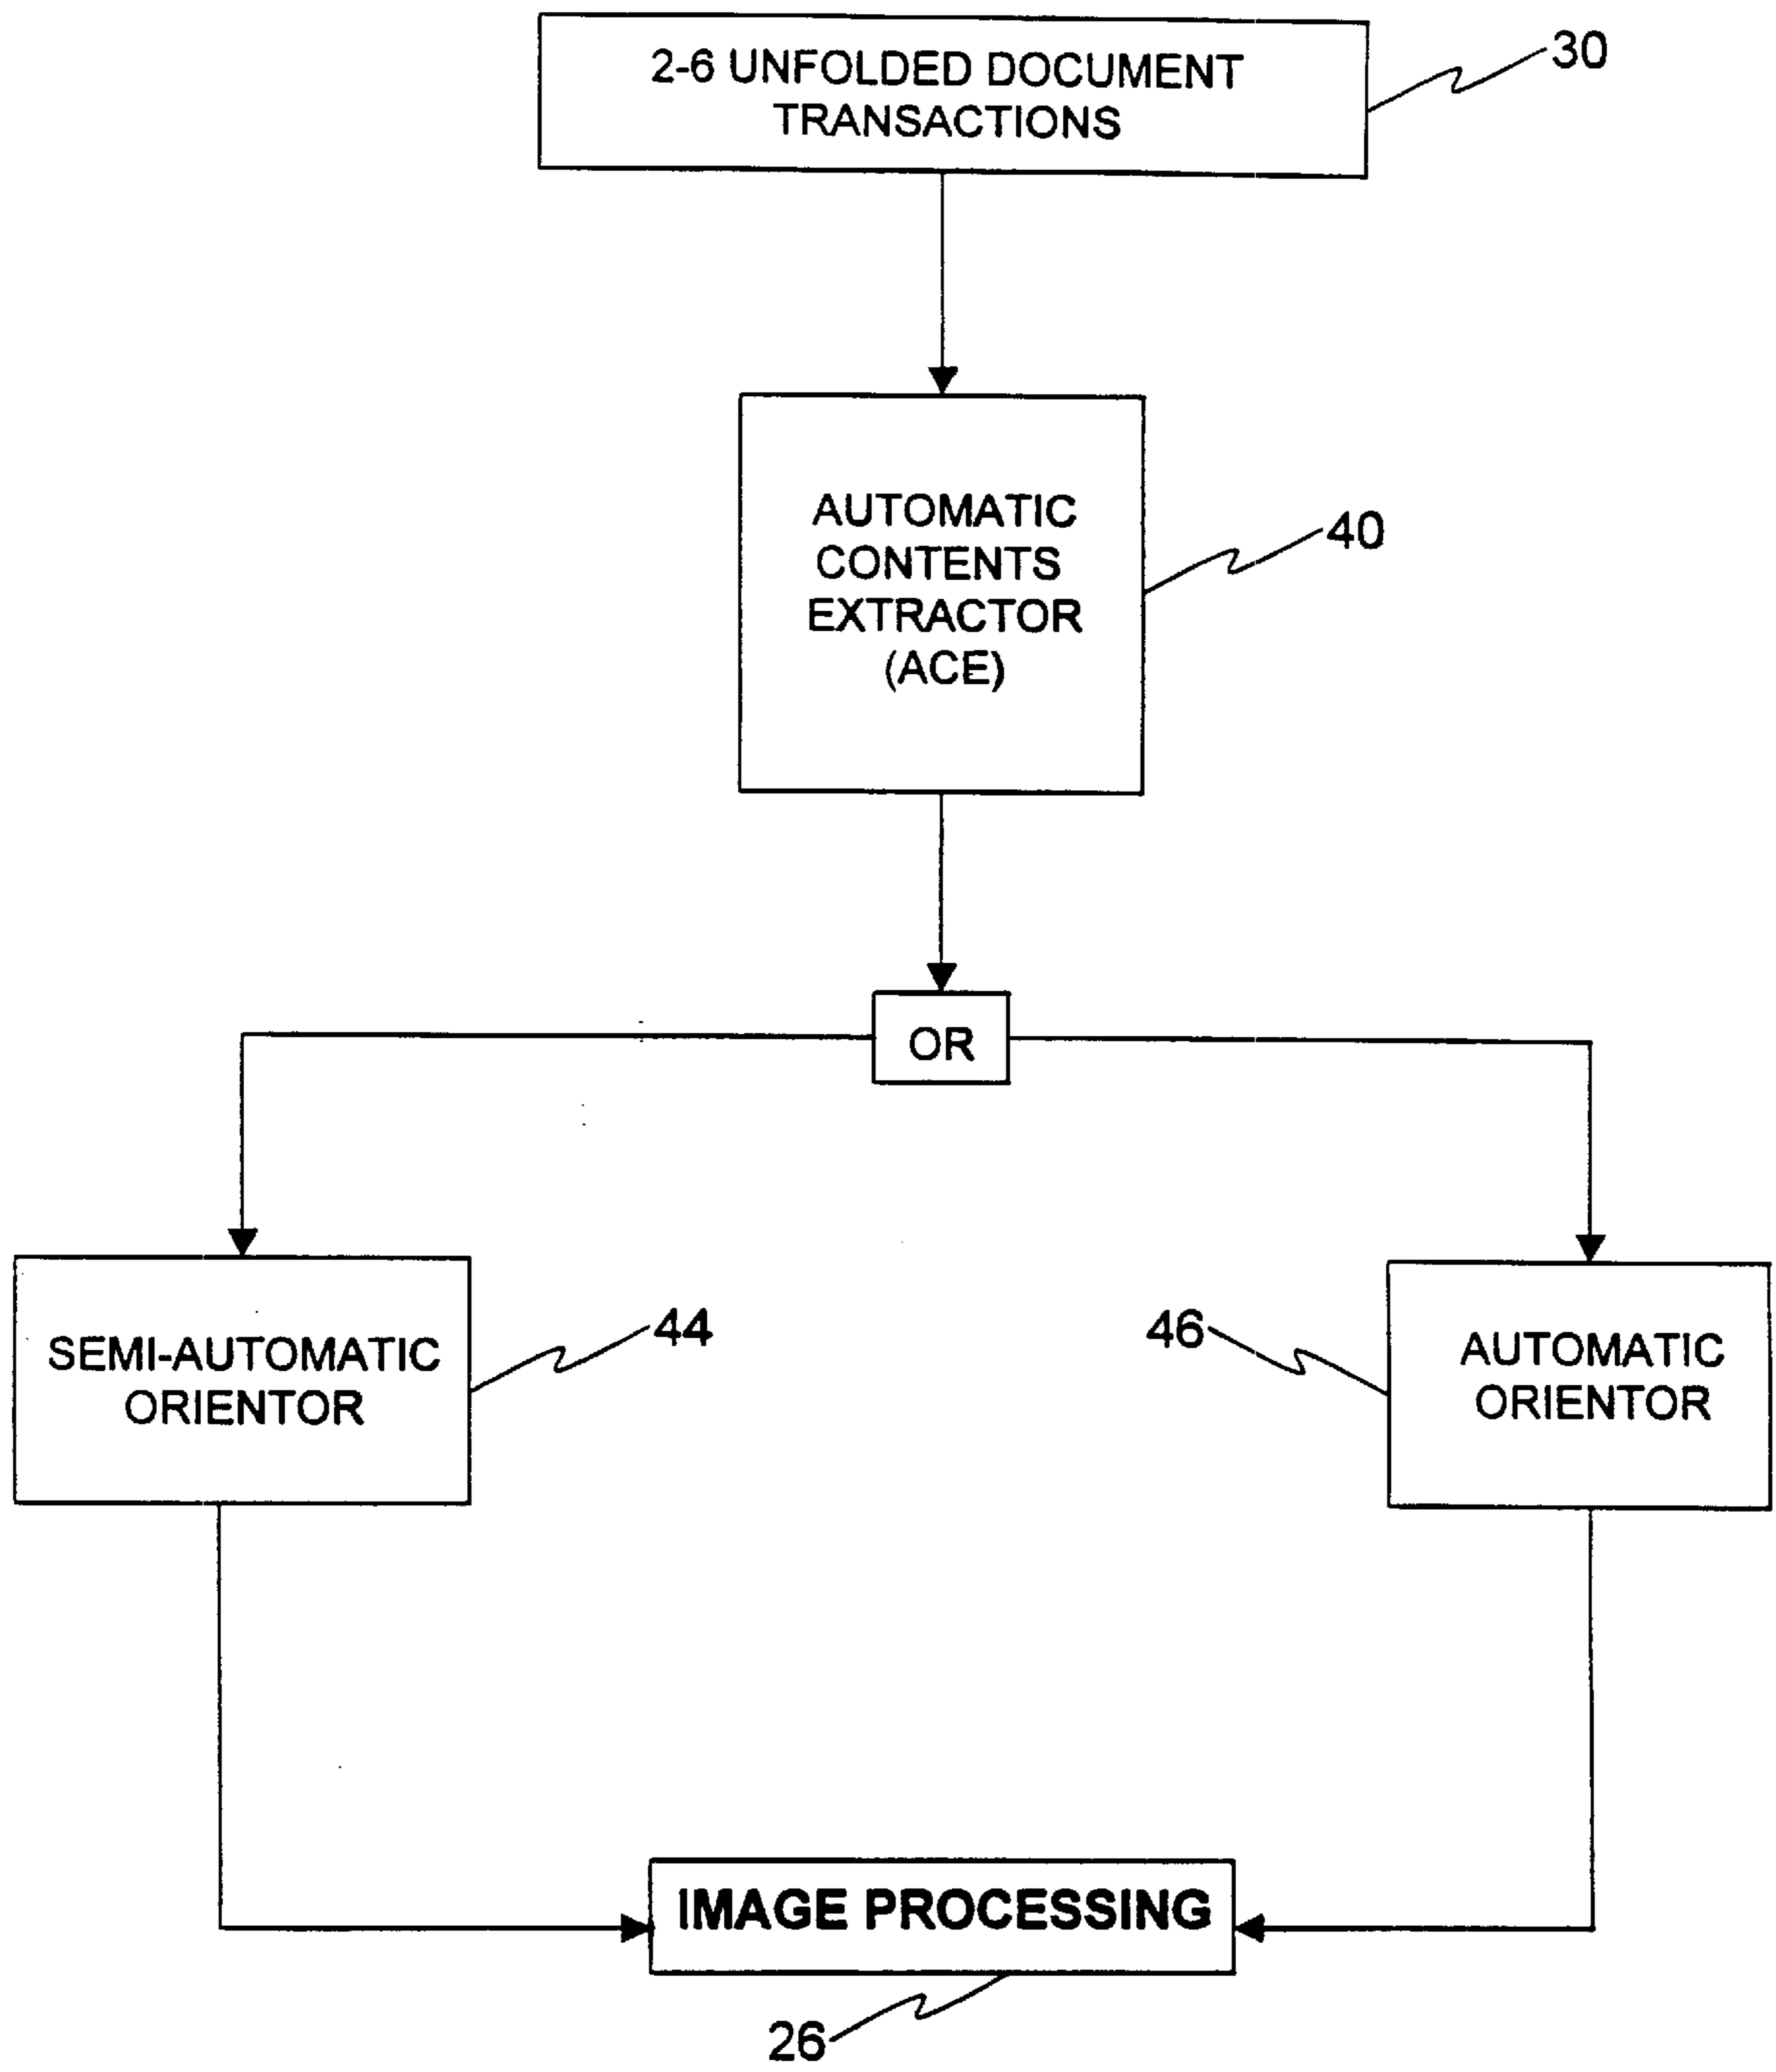 2-6 UNFOLDED DOCUMENT
TRANSACTIONS
30
AUTOMATIC
CONTENTS
EXTRACTOR
(ACE)
40
OR
SEMI-AUTOMATIC
ORIENTOR
44
46
AUTOMATIC
ORIENTOR
IMAGE PROCESSING
26